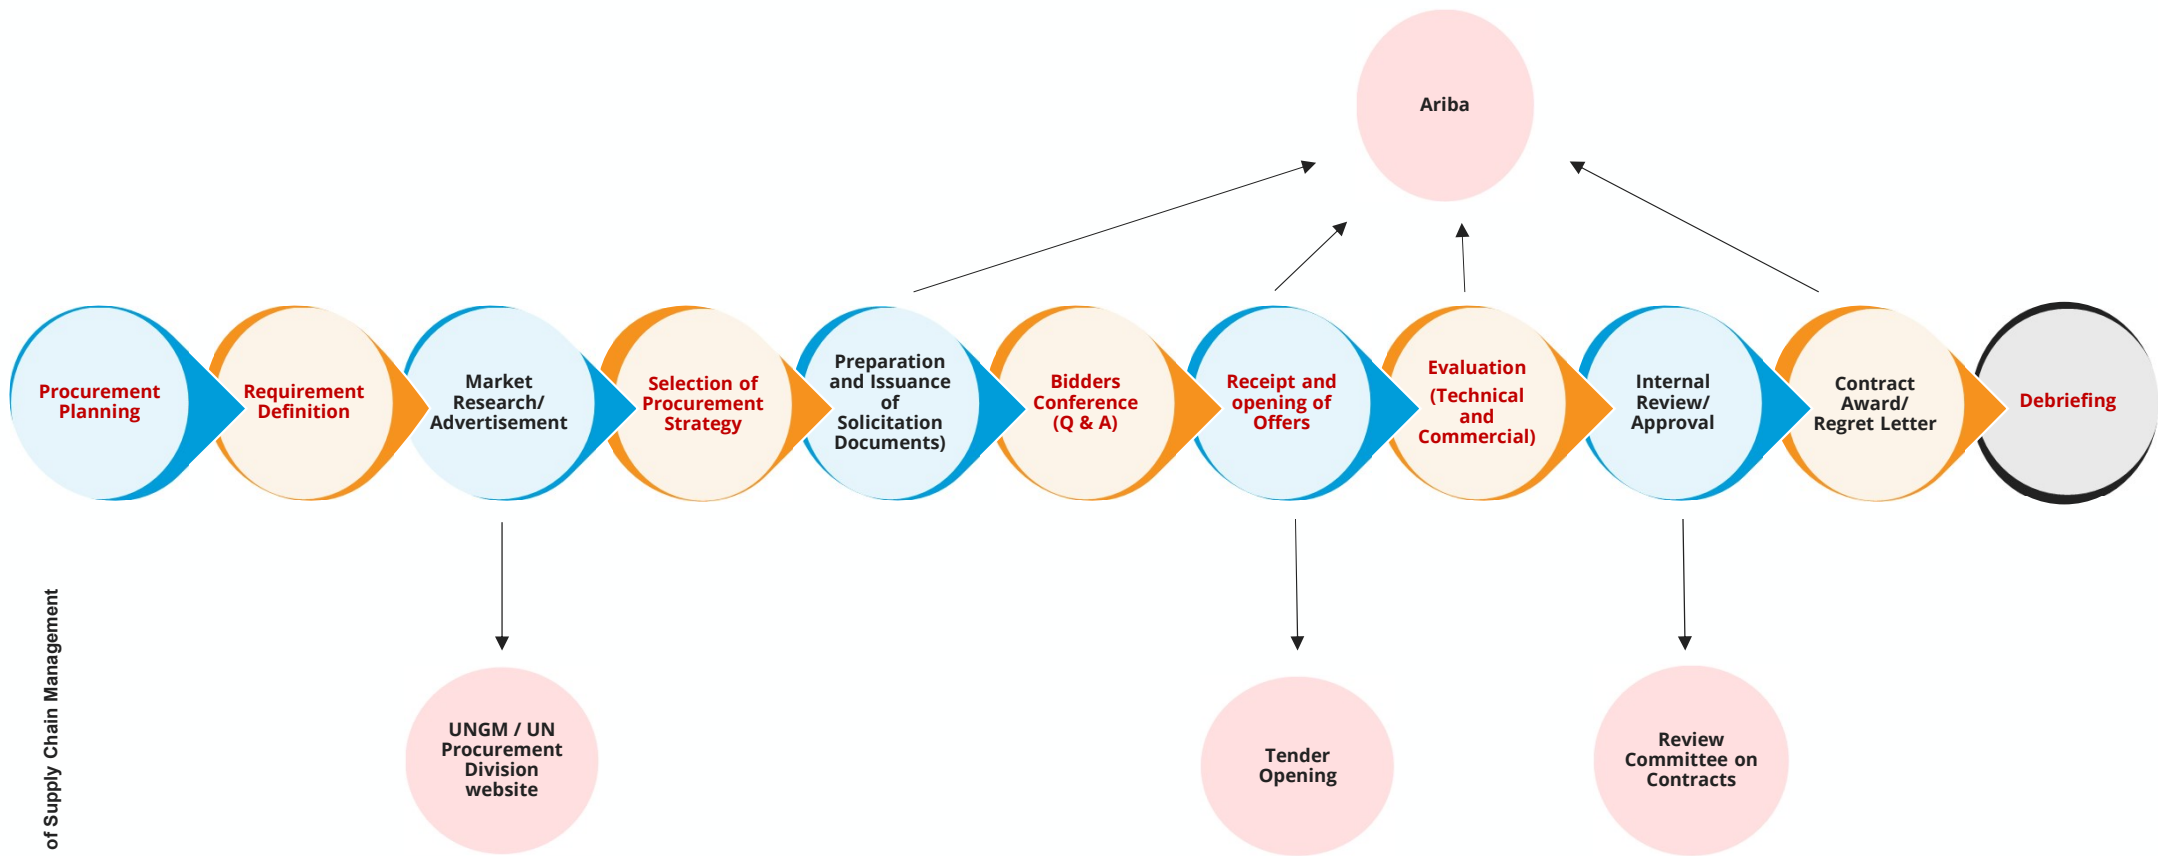 Ariba
Procurement
Planning
Requirement
Definition
Market
Research/
Advertisement
Selection of
Procurement
Strategy
Preparation
and Issuance
of
Solicitation
Documents)
Bidders
Conference
(Q & A)
Receipt and
opening of
Offers
Evaluation
(Technical
and
Commercial)
Internal
Review/
Approval
Contract
Award/
Regret Letter
Debriefing
of Supply Chain Management
UNGM / UN
Procurement
Division
website
Tender
Opening
Review
Committee on
Contracts